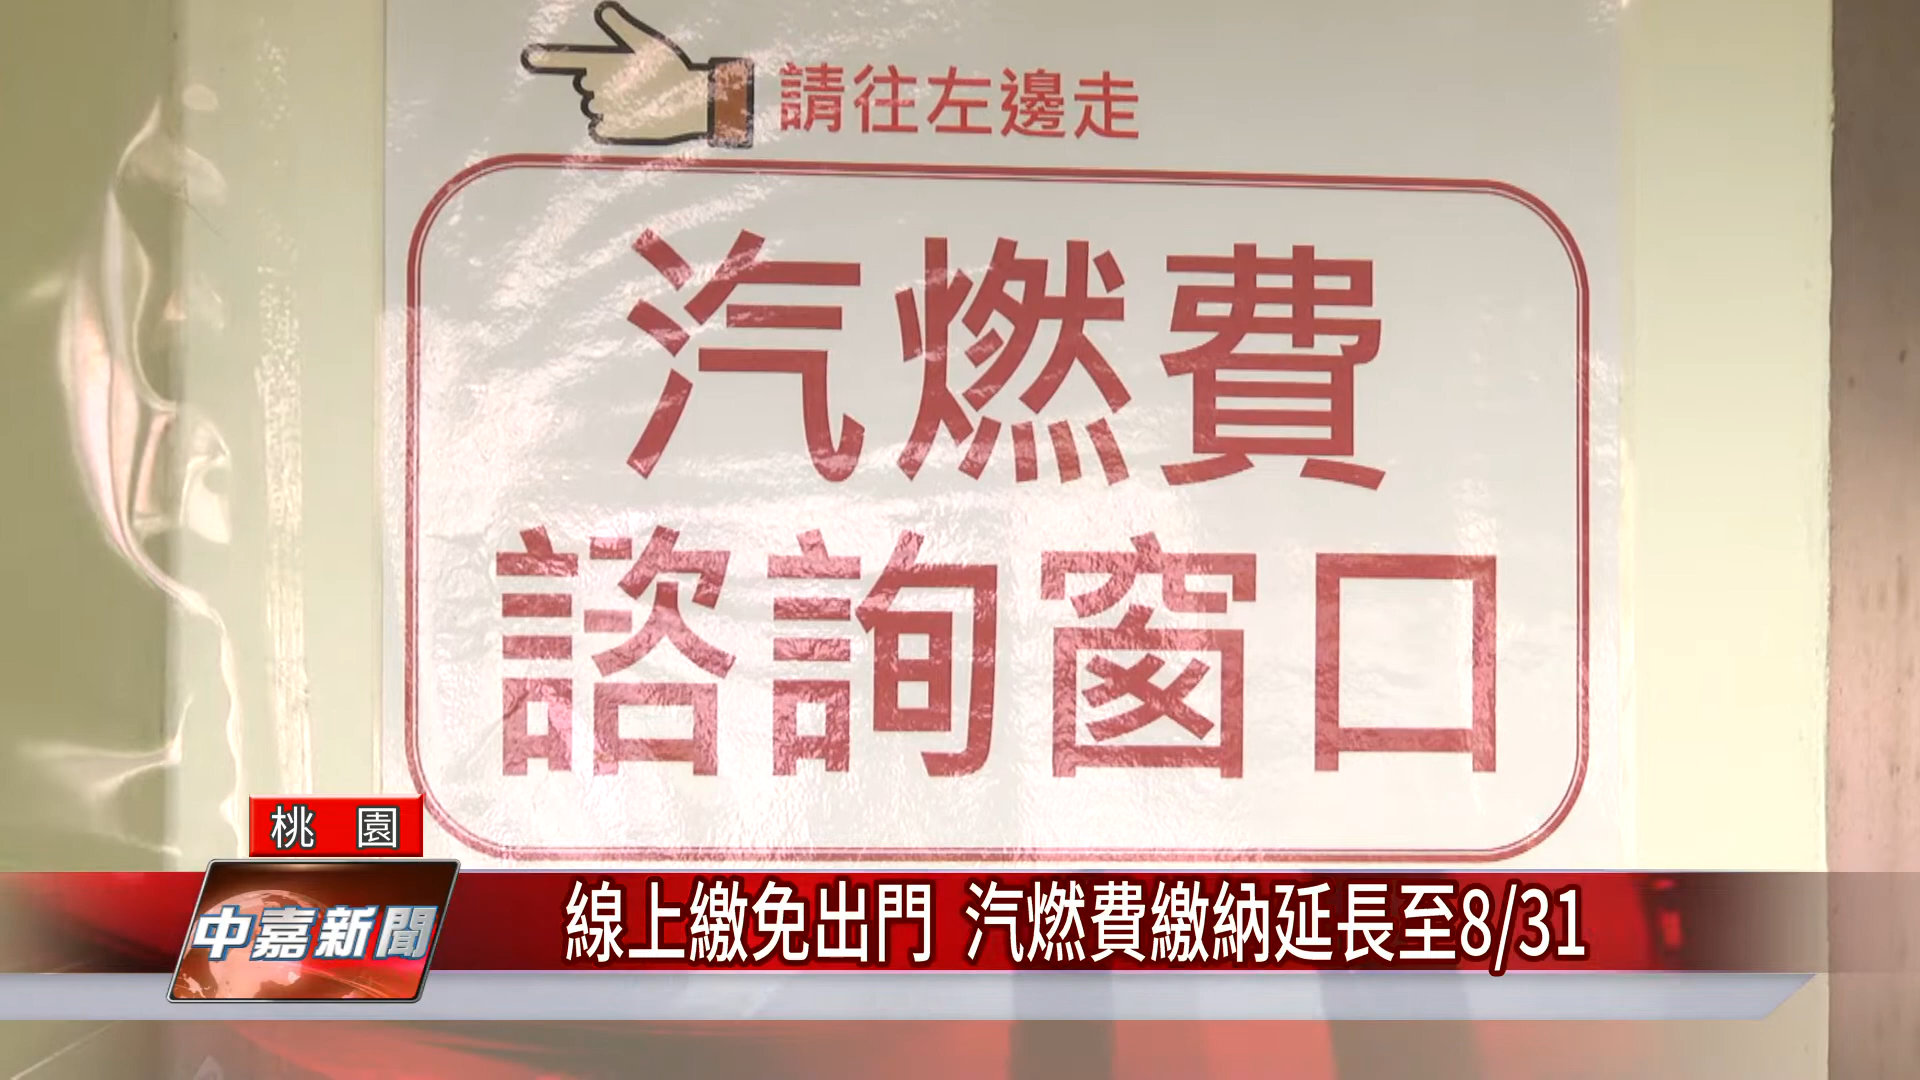 請往左邊走
汽燃費
諮詢窗口
桃園
中嘉新聞
線上繳免出門 汽燃費繳納延長至8/31